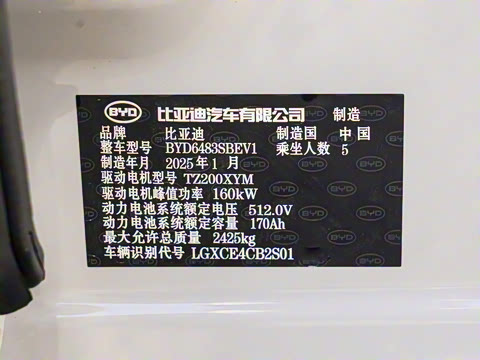 BYD 比亚迪汽车有限公司 制造
品牌 比亚迪 制造国 中国
整车型号 BYD6483SBEV1 乘坐人数 5
制造年月 2025年1月
驱动电机型号 TZ200XYM
驱动电机峰值功率 160kW
动力电池系统额定电压 512.0V
动力电池系统额定容量 170Ah
最大允许总质量 2425kg
车辆识别代号 LGXCE4CB2S01